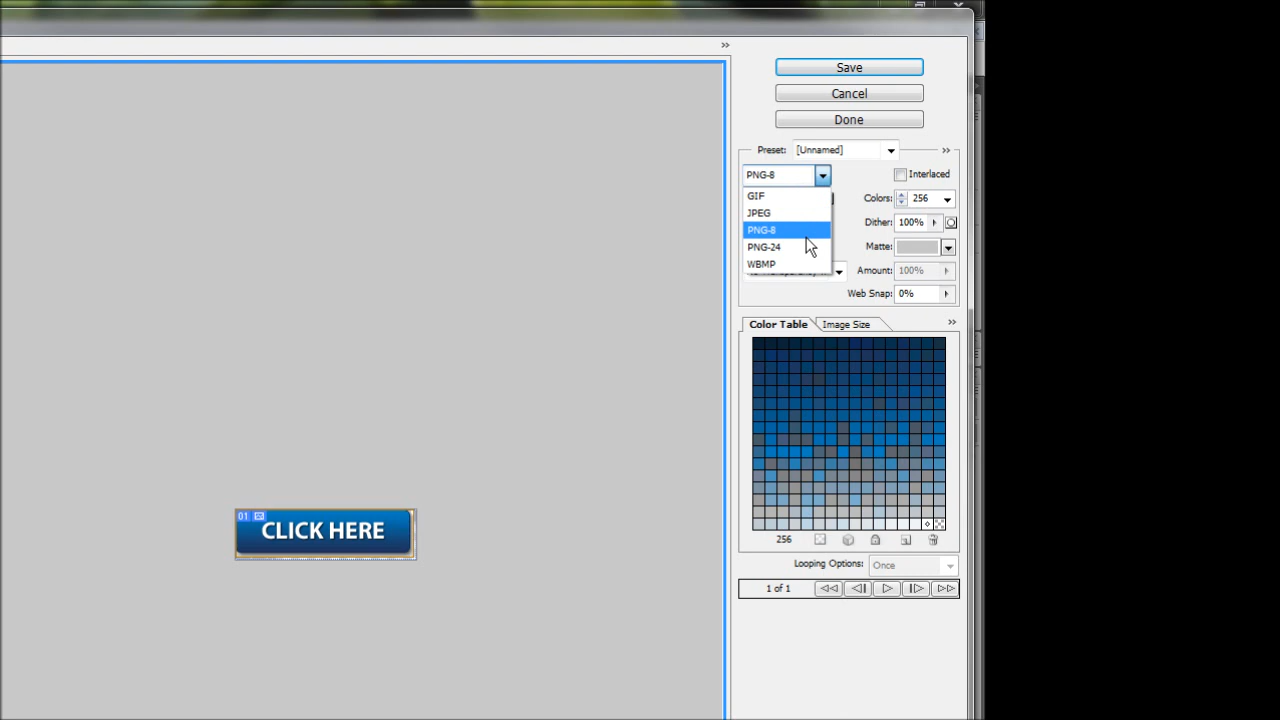 Save
Cancel
Done
Preset: [Unnamed]
PNG-8
Interlaced
GIF
Colors: 256
JPEG
Dither: 100%
PNG-8
PNG-24
Matte:
WBMP
Amount: 100%
Web Snap: 0%
Color Table
Image Size
01
CLICK HERE
256
Looping Options: Once
1 of 1